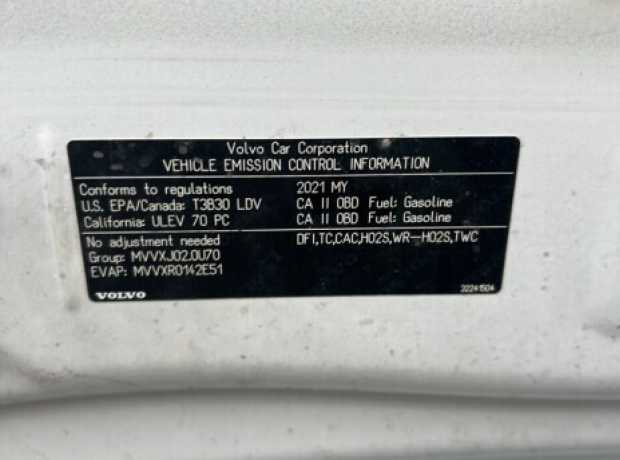 Volvo Car Corporation
VEHICLE EMISSION CONTROL INFORMATION
Conforms to regulations 2021 MY
U.S. EPA/Canada: T3B30 LDV CA II OBD Fuel: Gasoline
California: ULEV 70 PC CA II OBD Fuel: Gasoline
No adjustment needed DFI,TC,CAC,HO2S,WR-HO2S,TWC
Group: MVVXJ02.0U70
EVAP: MVVXR0142E51
VOLVO 32241504